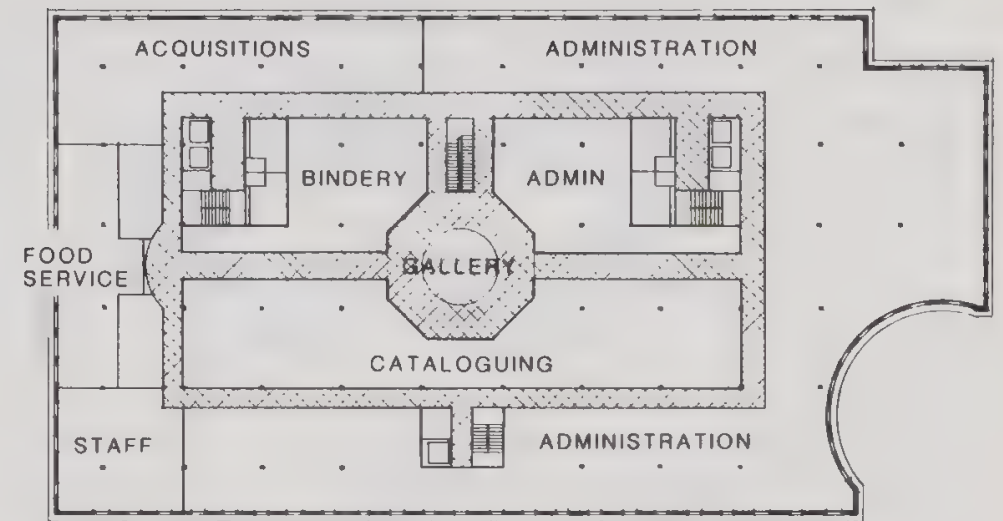 ACQUISITIONS
ADMINISTRATION
BINDERY
ADMIN
FOOD
SERVICE
GALLERY
CATALOGUING
STAFF
ADMINISTRATION